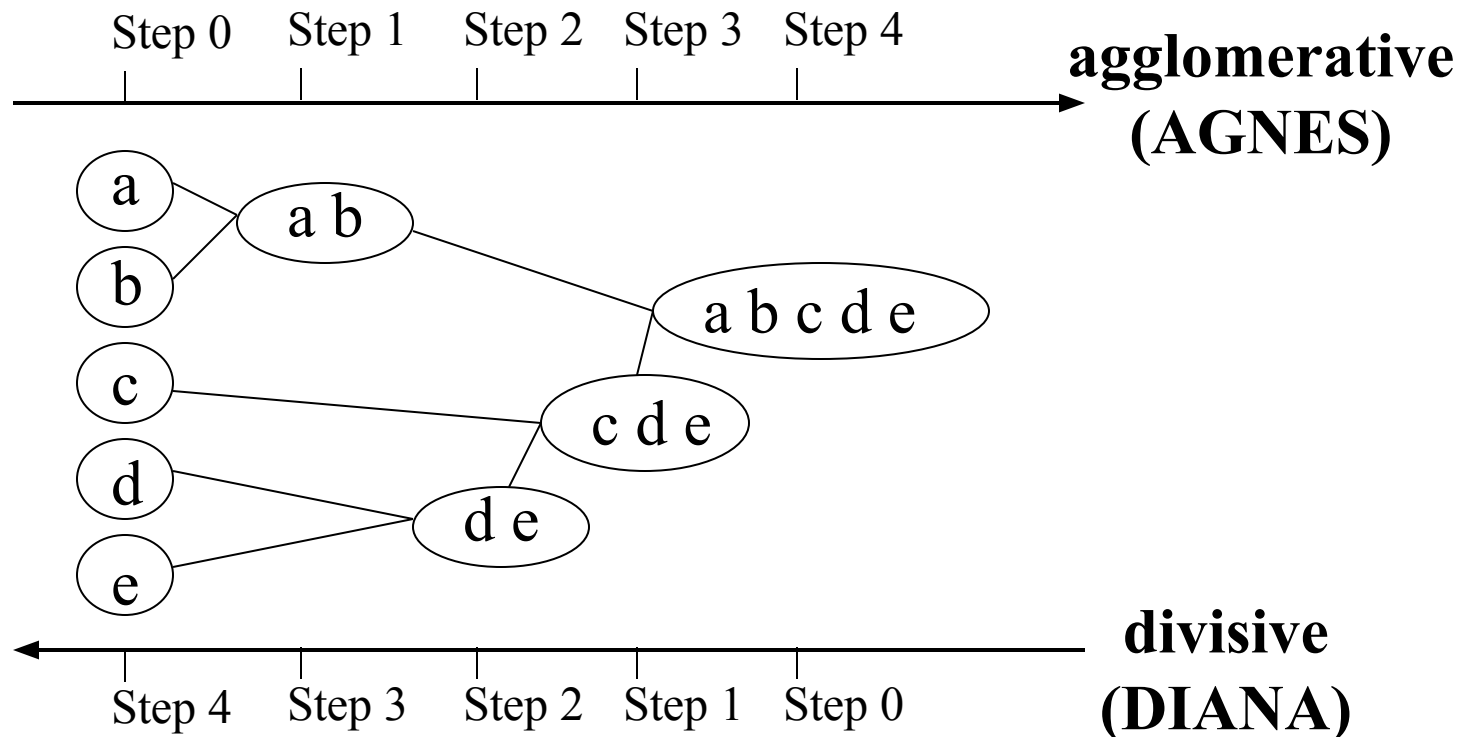 Step 0 Step 1 Step 2 Step 3 Step 4
agglomerative
(AGNES)
a
a b
b
a b c d e
c
c d e
d
d e
e
divisive
(DIANA)
Step 4 Step 3 Step 2 Step 1 Step 0